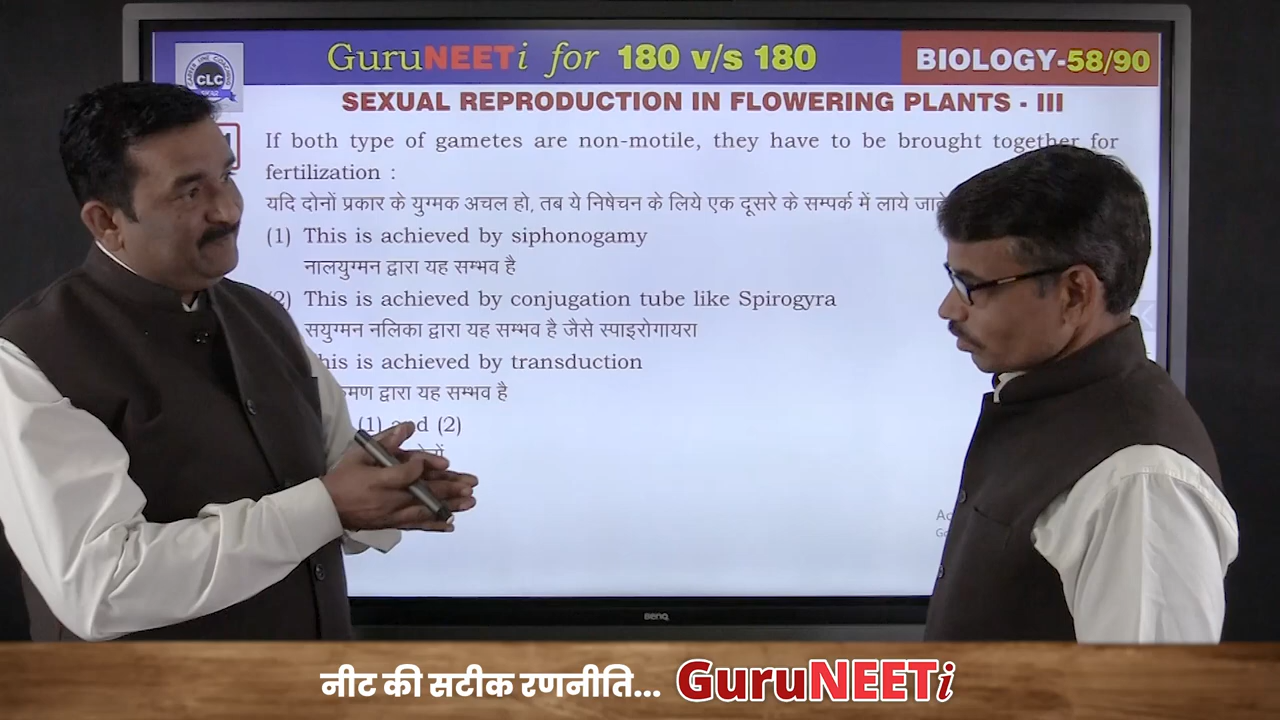 GuruNEETi for 180 v/s 180
BIOLOGY-58/90
CLC
SEXUAL REPRODUCTION IN FLOWERING PLANTS - III
If both type of gametes are non-motile, they have to be brought together for
fertilization :
यदि दोनों प्रकार के युग्मक अचल हो, तब ये निषेचन के लिये एक दूसरे के सम्पर्क में लाये
(1) This is achieved by siphonogamy
नालयुग्मन द्वारा यह सम्भव है
(2) This is achieved by conjugation tube like Spirogyra
सयुग्मन नलिका द्वारा यह सम्भव है जैसे स्पाइरोगायरा
This is achieved by transduction
द्वारा यह सम्भव है
(1) and (2)
BenQ
नीट की सटीक रणनीति... GuruNEETi